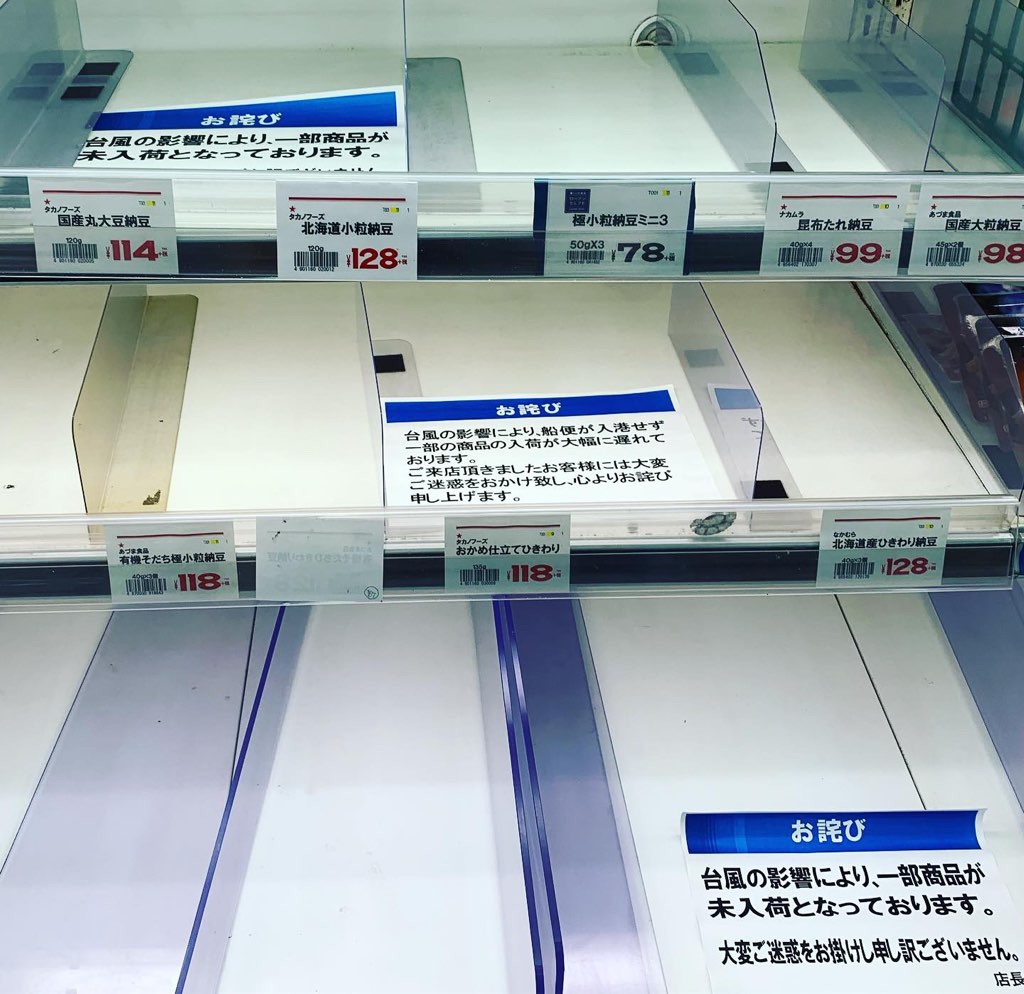 お詫び
台風の影響により、一部商品が
未入荷となっております。
タカノフーズ
国産丸大豆納豆
120g
114
タカノフーズ
北海道小粒納豆
120g
¥128
極小粒納豆ミニ3
50g×3
¥78
ナカムラ
昆布たれ納豆
40g×4
¥99
あづま食品
国産大粒納豆
45g×2個
¥98
お詫び
台風の影響により、船便が入港せず
一部の商品の入荷が大幅に遅れて
おります。
ご来店頂きましたお客様には大変
ご迷惑をおかけ致し、心よりお詫び
申し上げます。
あづま食品
有機そだち極小粒納豆
40g×3個
¥118
タカノフーズ
おかめ仕立てひきわり
¥118
なかむら
北海道産ひきわり納豆
¥128
お詫び
台風の影響により、一部商品が
未入荷となっております。
大変ご迷惑をお掛けし申し訳ございません。
店長